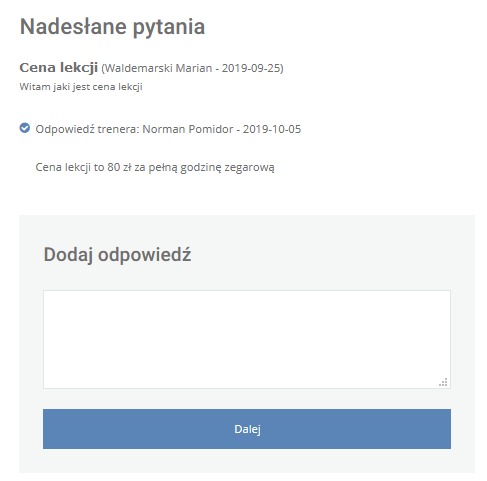 Nadesłane pytania
Cena lekcji (Waldemarski Marian - 2019-09-25)
Witam jaki jest cena lekcji
Odpowiedź trenera: Norman Pomidor - 2019-10-05
Cena lekcji to 80 zł za pełną godzinę zegarową
Dodaj odpowiedź
Dalej